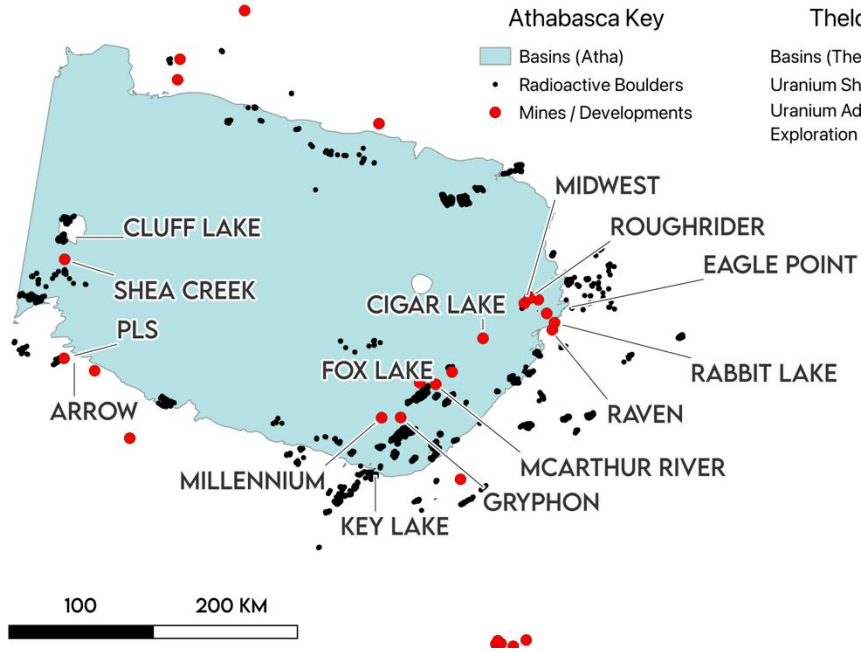 Athabasca Key
Basins (Atha)
Radioactive Boulders
Mines / Developments
Thelo
Basins (The
Uranium Sh
Uranium Ad
Exploration
MIDWEST
ROUGHRIDER
EAGLE POINT
CLUFF LAKE
SHEA CREEK
CIGAR LAKE
PLS
FOX LAKE
RABBIT LAKE
ARROW
RAVEN
MCARTHUR RIVER
MILLENNIUM
GRYPHON
KEY LAKE
100 200 KM